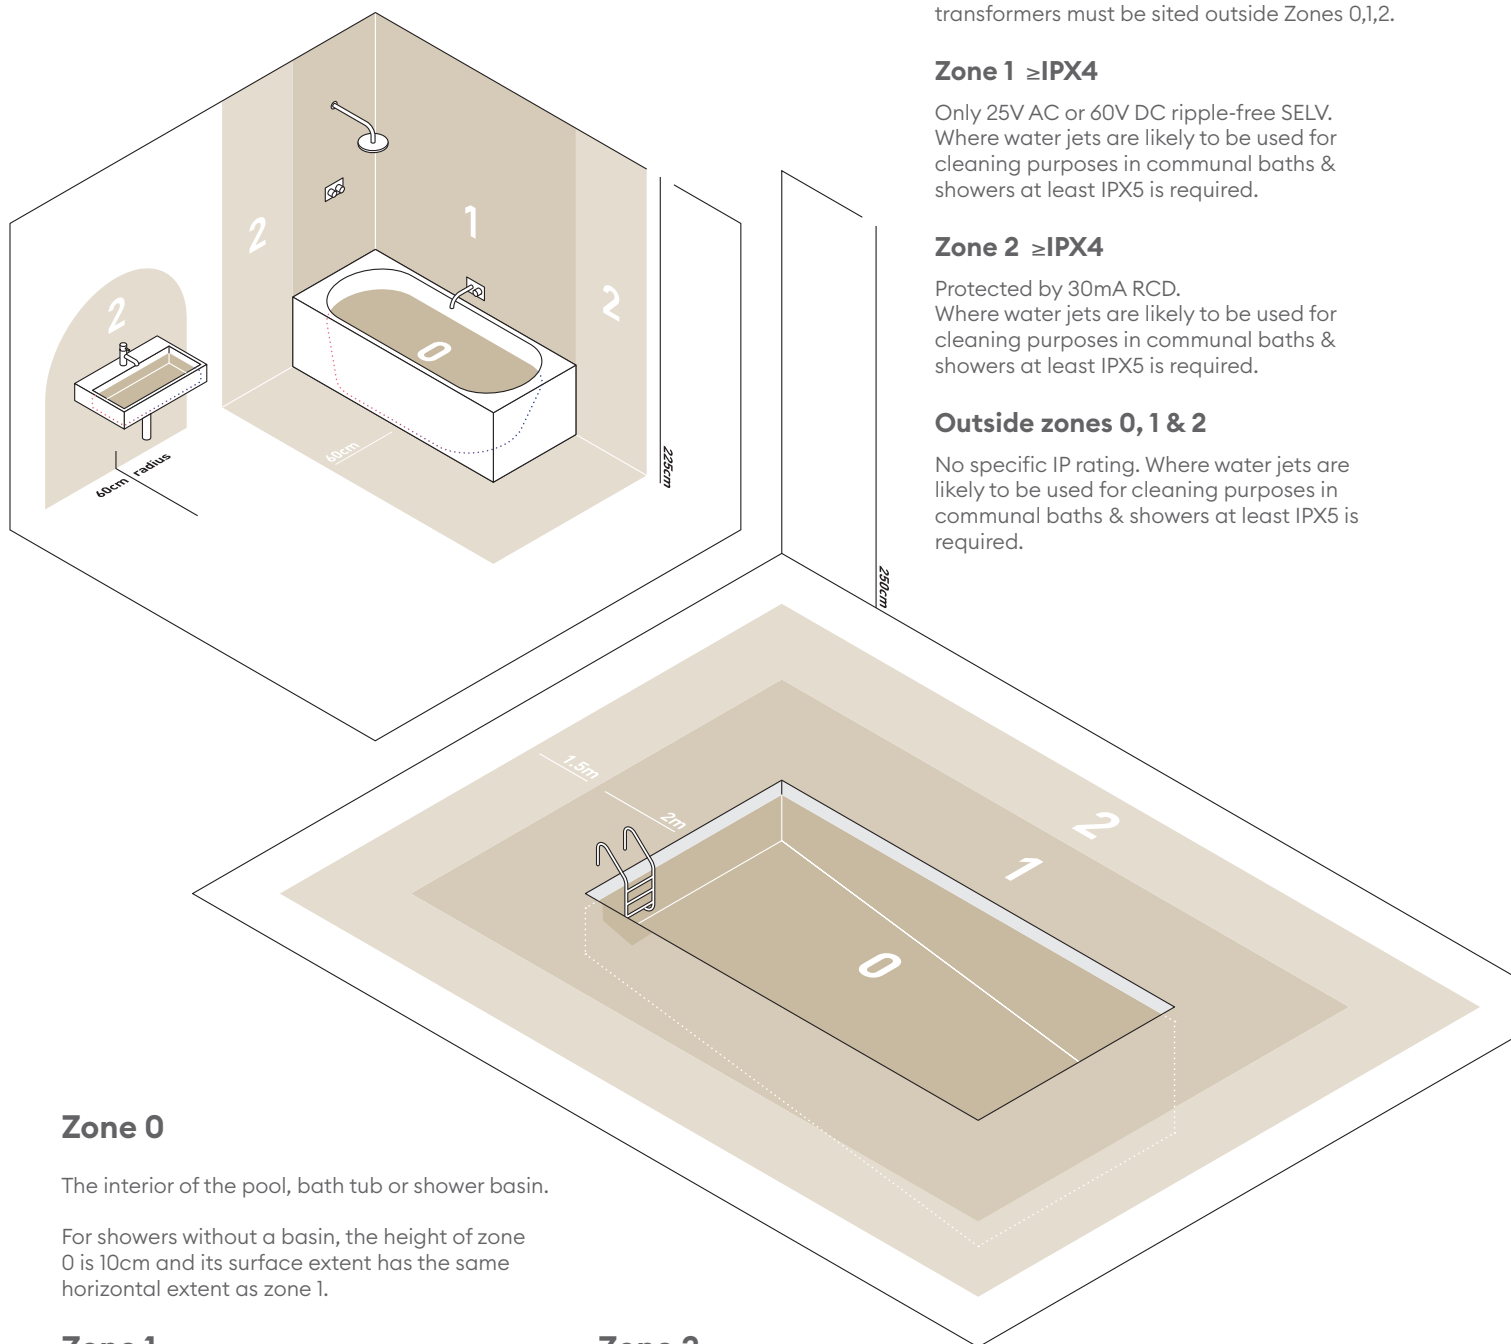 transformers must be sited outside Zones 0,1,2.
Zone 1 ≥IPX4
Only 25V AC or 60V DC ripple-free SELV.
Where water jets are likely to be used for
cleaning purposes in communal baths &
showers at least IPX5 is required.
Zone 2 ≥IPX4
Protected by 30mA RCD.
Where water jets are likely to be used for
cleaning purposes in communal baths &
showers at least IPX5 is required.
Outside zones 0, 1 & 2
No specific IP rating. Where water jets are
likely to be used for cleaning purposes in
communal baths & showers at least IPX5 is
required.
2
1
2
2
0
60cm
60cm radius
225cm
250cm
1.5m
2m
2
1
0
Zone 0
The interior of the pool, bath tub or shower basin.
For showers without a basin, the height of zone
0 is 10cm and its surface extent has the same
horizontal extent as zone 1.
Zone 1
Zone 2